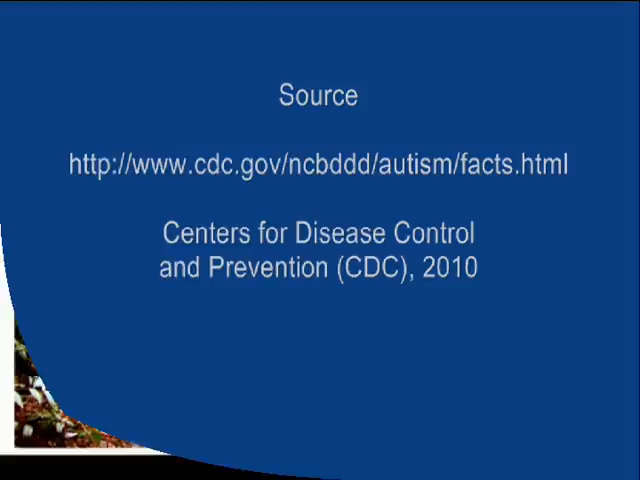 Source
http://www.cdc.gov/ncbddd/autism/facts.html
Centers for Disease Control
and Prevention (CDC), 2010